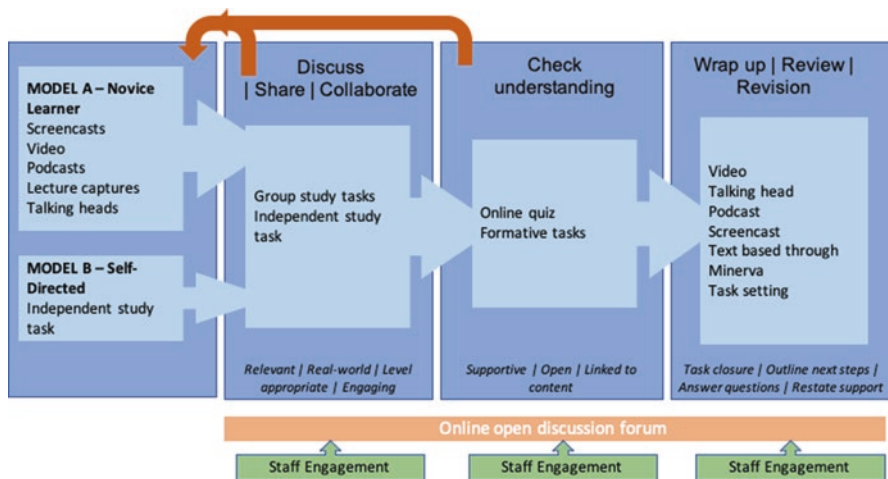 MODEL A – Novice
Learner
Screencasts
Video
Podcasts
Lecture captures
Talking heads
MODEL B – Self-
Directed
Independent study
task
Discuss
| Share | Collaborate
Group study tasks
Independent study
task
Relevant | Real-world | Level
appropriate | Engaging
Check
understanding
Online quiz
Formative tasks
Supportive | Open | Linked to
content
Wrap up | Review |
Revision
Video
Talking head
Podcast
Screencast
Text based through
Minerva
Task setting
Task closure | Outline next steps |
Answer questions | Restate support
Online open discussion forum
Staff Engagement
Staff Engagement
Staff Engagement